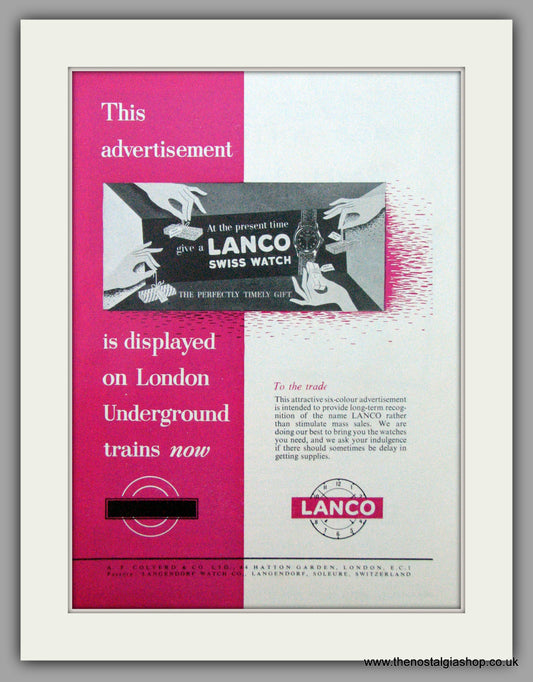 This
advertisement
At the present time
give a LANCO
SWISS WATCH
THE PERFECTLY TIMELY GIFT
is displayed
on London
Underground
trains now
To the trade
This attractive six-colour advertisement
is intended to provide long-term recog-
nition of the name LANCO rather
than stimulate mass sales. We are
doing our best to bring you the watches
you need, and we ask your indulgence
if there should sometimes be delay in
getting supplies.
12
LANCO
A. F. COLVERD & CO. LTD., 44 HATTON GARDEN, LONDON, E.C.1
Parents: LANGENDORF WATCH CO., LANGENDORF, SOLEURE, SWITZERLAND
www.thenostalgiashop.co.uk